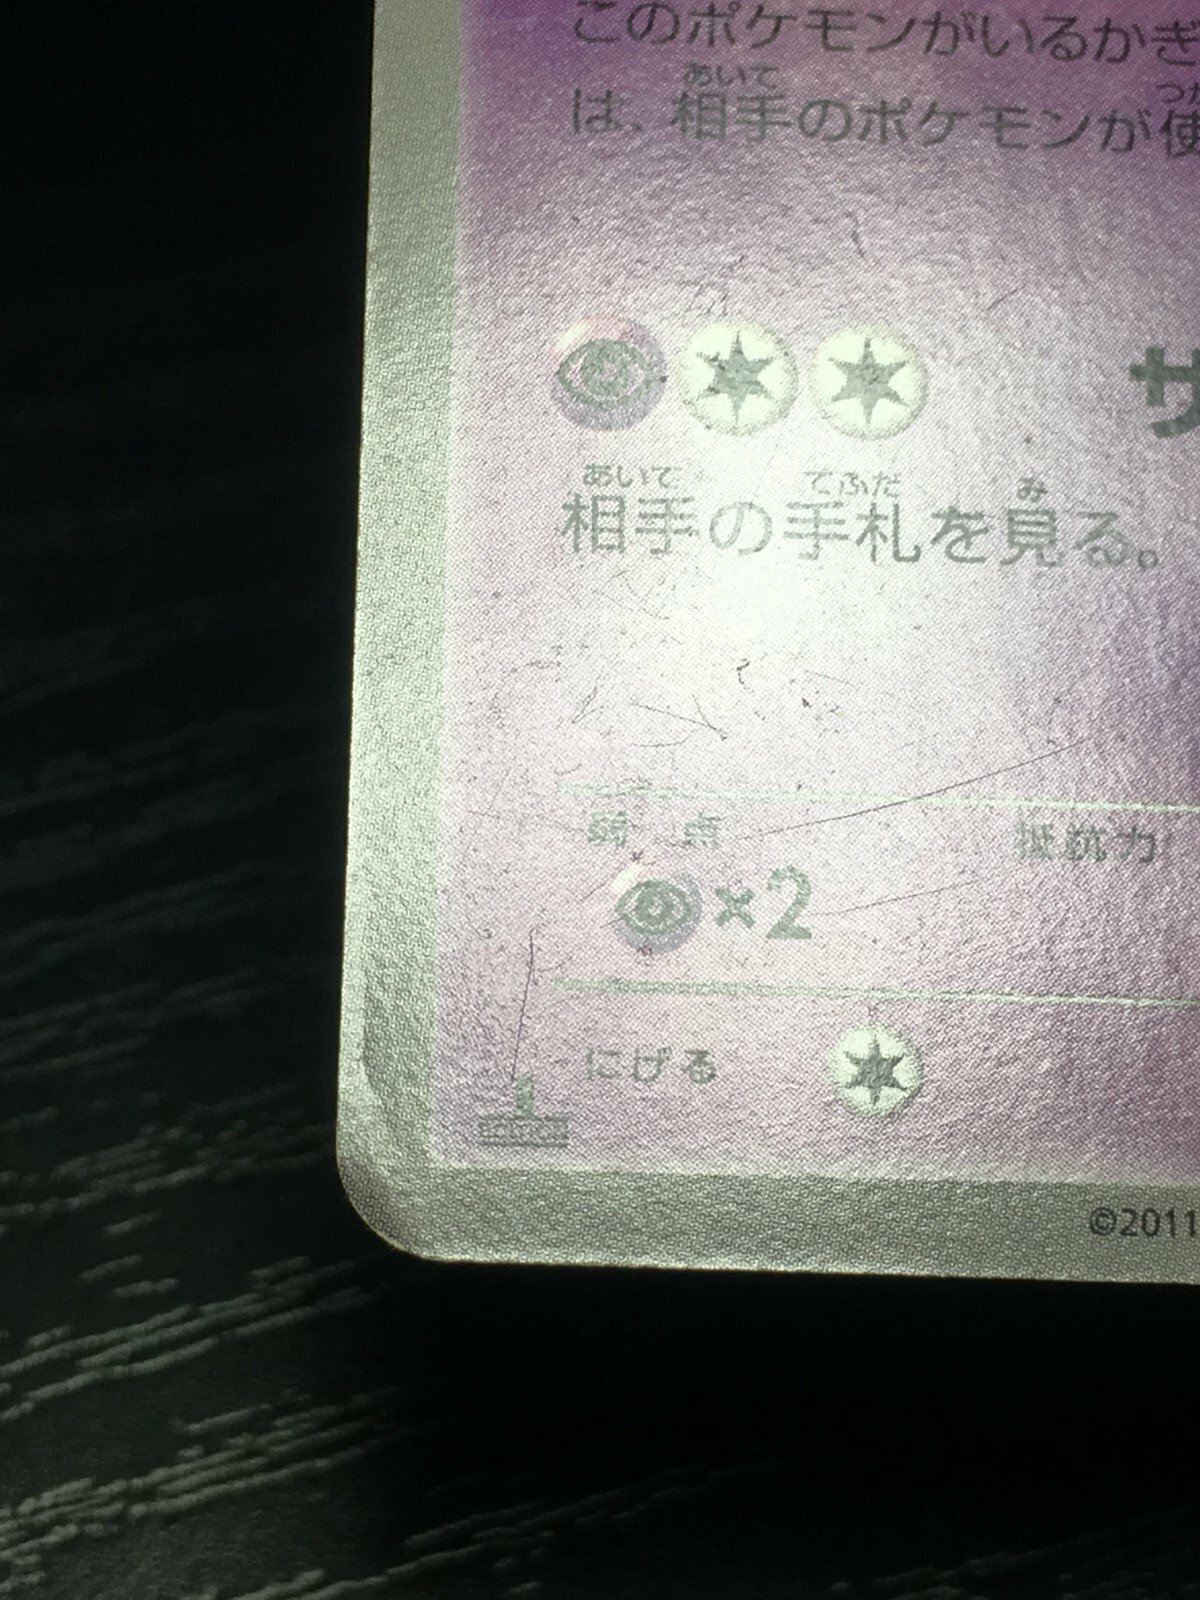 このポケモンがいるかぎ
あいて
は、相手のポケモンが使
サ
あいて てふだ み
相手の手札を見る。
弱 点 抵抗力
×2
にげる
©2011